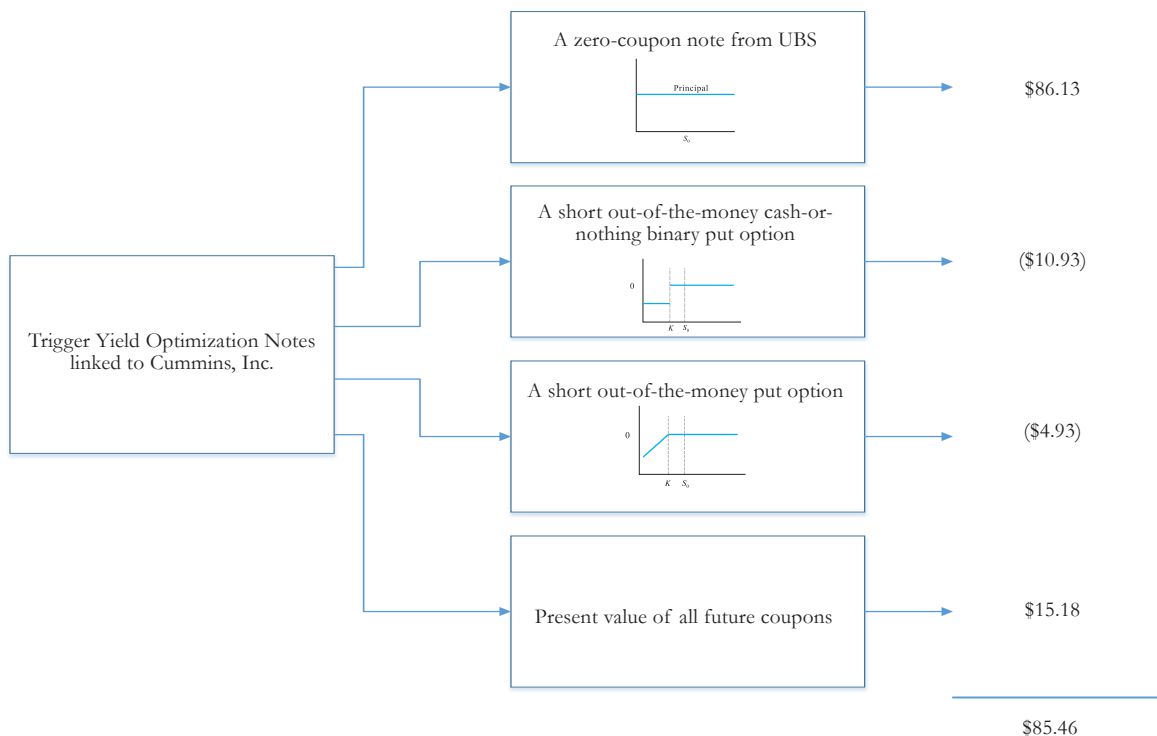 A zero-coupon note from UBS
Principal
S0
$86.13
A short out-of-the-money cash-or-
nothing binary put option
0
K S0
($10.93)
Trigger Yield Optimization Notes
linked to Cummins, Inc.
A short out-of-the-money put option
0
K S0
($4.93)
Present value of all future coupons
$15.18
$85.46